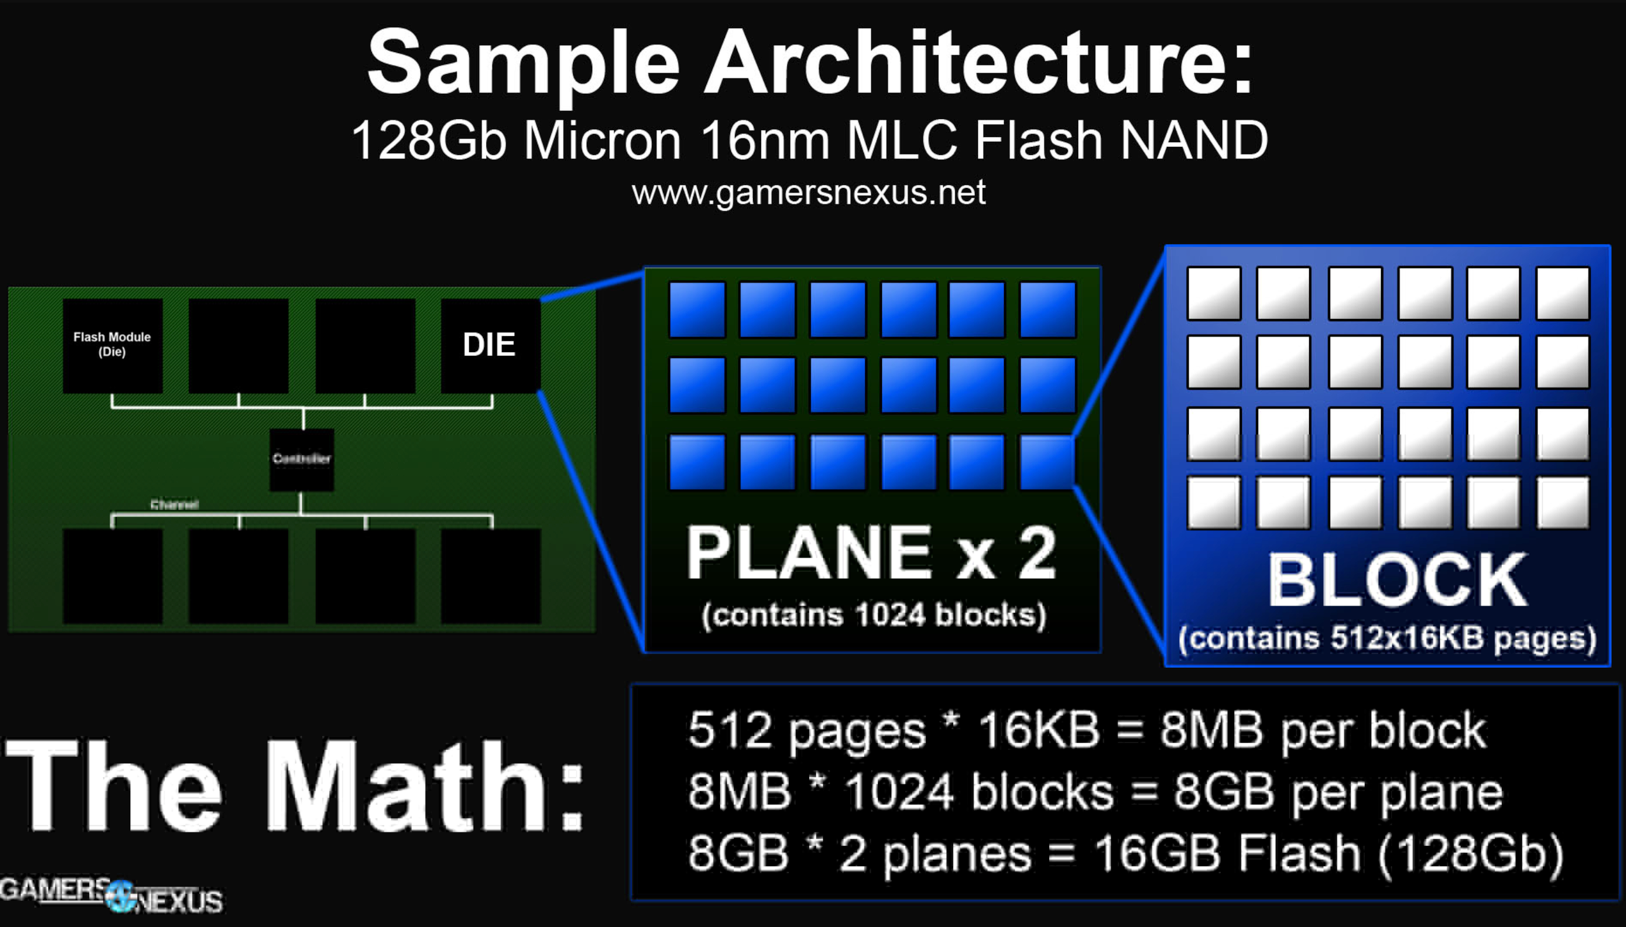 Sample Architecture:
128Gb Micron 16nm MLC Flash NAND
www.gamersnexus.net
Flash Module
(Die)
DIE
Controller
Channel
PLANE x 2
(contains 1024 blocks)
BLOCK
(contains 512x16KB pages)
The Math:
512 pages * 16KB = 8MB per block
8MB * 1024 blocks = 8GB per plane
8GB * 2 planes = 16GB Flash (128Gb)
GAMERS NEXUS